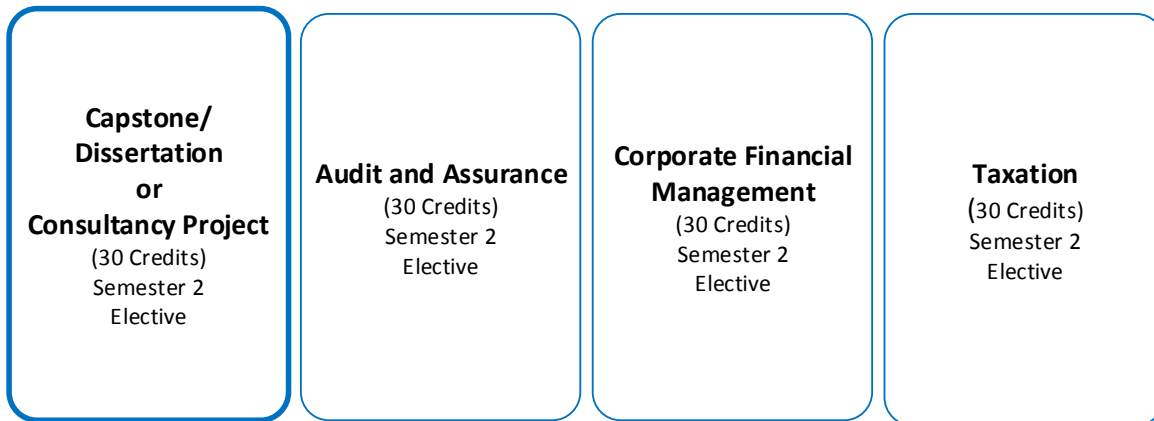 Capstone/
Dissertation
or
Consultancy Project
(30 Credits)
Semester 2
Elective
Audit and Assurance
(30 Credits)
Semester 2
Elective
Corporate Financial
Management
(30 Credits)
Semester 2
Elective
Taxation
(30 Credits)
Semester 2
Elective